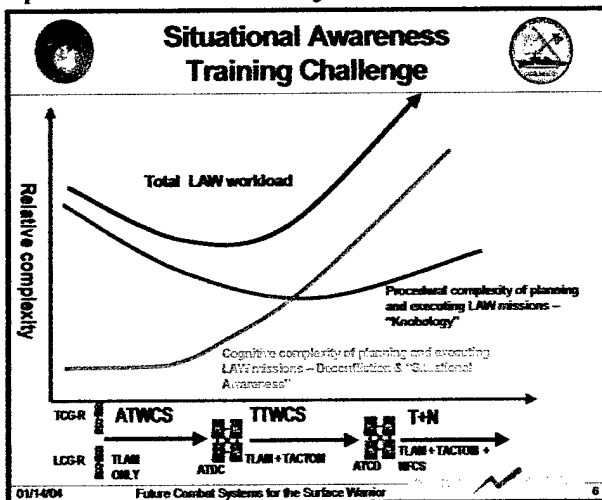 Situational Awareness
Training Challenge
Relative complexity
Total LAW workload
Procedural complexity of planning
and executing LAW missions –
"Knobology"
Cognitive complexity of planning and executing
LAW missions – Deconfliction & "Situational
Awareness"
TCG-R
ATWCS
TTWCS
T+N
LCG-R
TLAM
ONLY
ATDC
TLAM + TACTOM
ATCD
TLAM + TACTOM +
NFCS
01/14/04
Future Combat Systems for the Surface Warrior
6